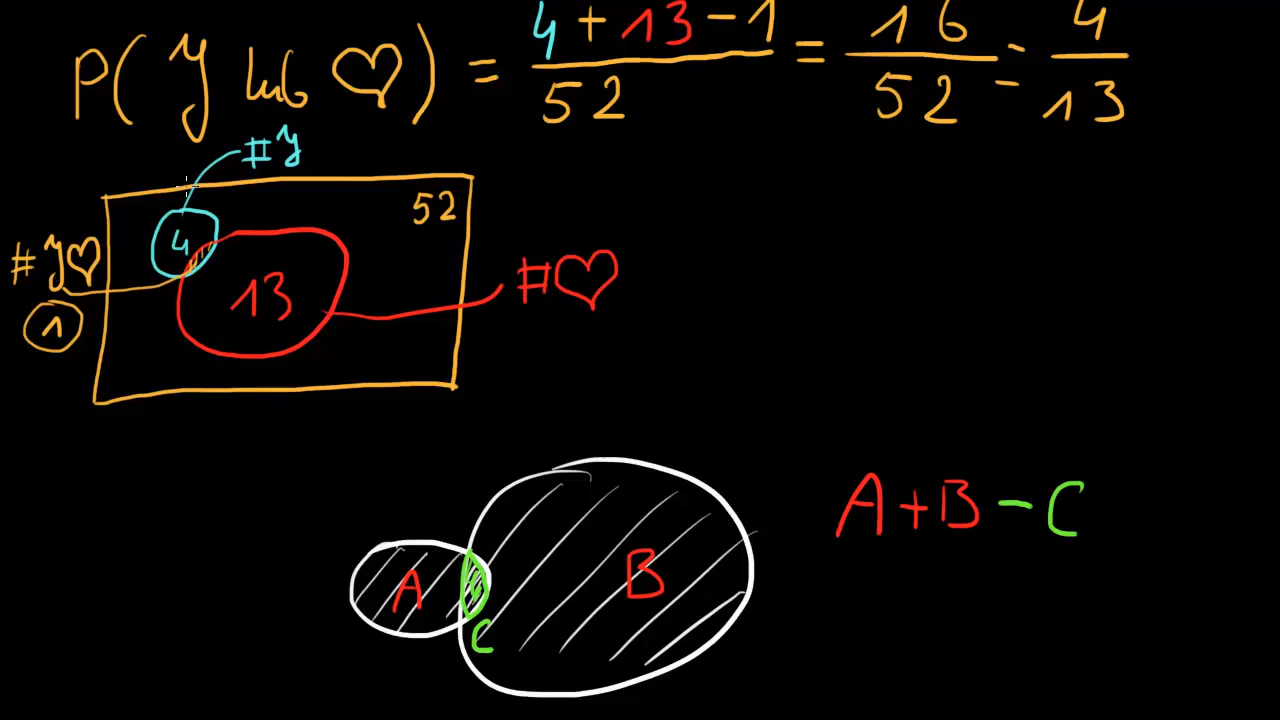 P(Y lub ♡) = 4 + 13 - 1 / 52 = 16 / 52 = 4 / 13
#Y
52
4
#Y♡
13
#♡
1
A + B - C
A
B
C